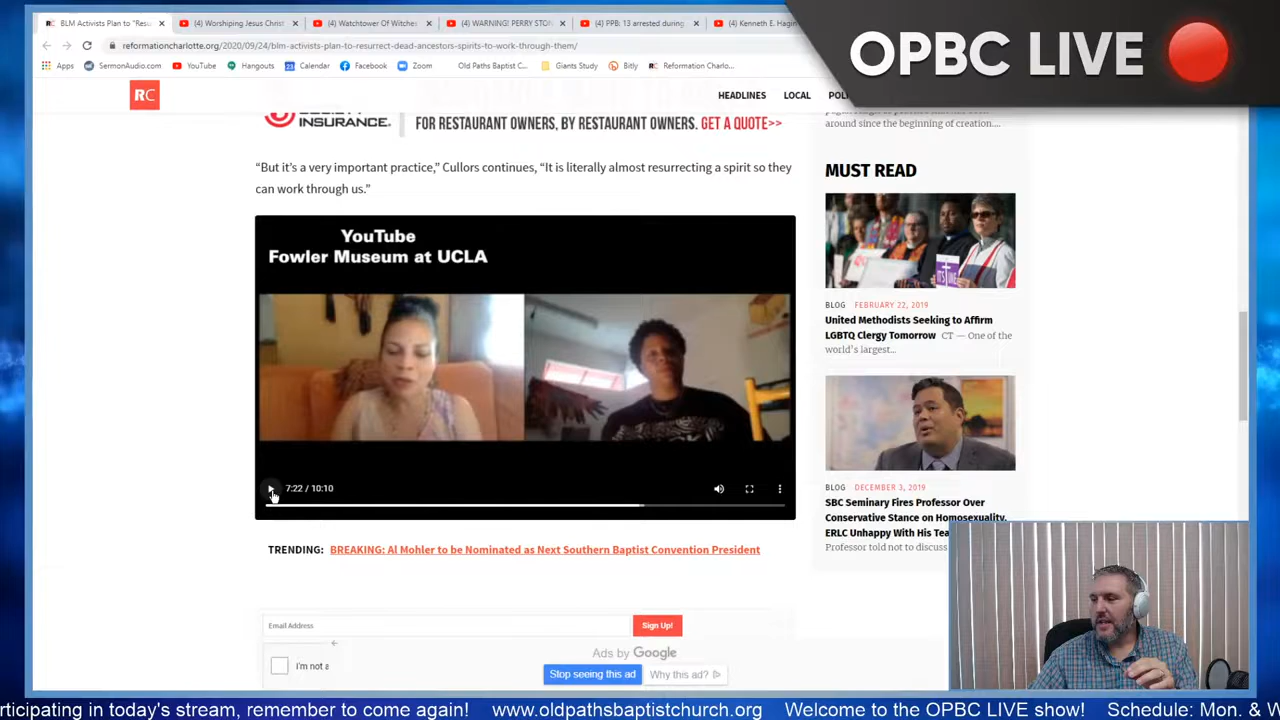 BLM Activists Plan to "Resu
(4) Worshiping Jesus Christ
(4) Watchtower Of Witches
(4) WARNING! PERRY STON
(4) PPB: 13 arrested during
(4) Kenneth E. Hagin
OPBC LIVE
reformationcharlotte.org/2020/09/24/blm-activists-plan-to-resurrect-dead-ancestors-spirits-to-work-through-them/
Apps
SermonAudio.com
YouTube
Hangouts
Calendar
Facebook
Zoom
Old Paths Baptist C...
Giants Study
Bitly
Reformation Charlo...
RC
HEADLINES
LOCAL
INSURANCE.
FOR RESTAURANT OWNERS, BY RESTAURANT OWNERS. GET A QUOTE>>
around since the beginning of creation....
“But it’s a very important practice,” Cullors continues, “It is literally almost resurrecting a spirit so they
can work through us.”
MUST READ
YouTube
Fowler Museum at UCLA
7:22 / 10:10
BLOG FEBRUARY 22, 2019
United Methodists Seeking to Affirm
LGBTQ Clergy Tomorrow CT — One of the
world's largest...
BLOG DECEMBER 3, 2019
SBC Seminary Fires Professor Over
Conservative Stance on Homosexuality,
ERLC Unhappy With His Tea
Professor told not to discuss
TRENDING: BREAKING: Al Mohler to be Nominated as Next Southern Baptist Convention President
Email Address
Sign Up!
I'm not a
Ads by Google
Stop seeing this ad
Why this ad?
rticipating in today's stream, remember to come again! www.oldpathsbaptistchurch.org Welcome to the OPBC LIVE show! Schedule: Mon. & W